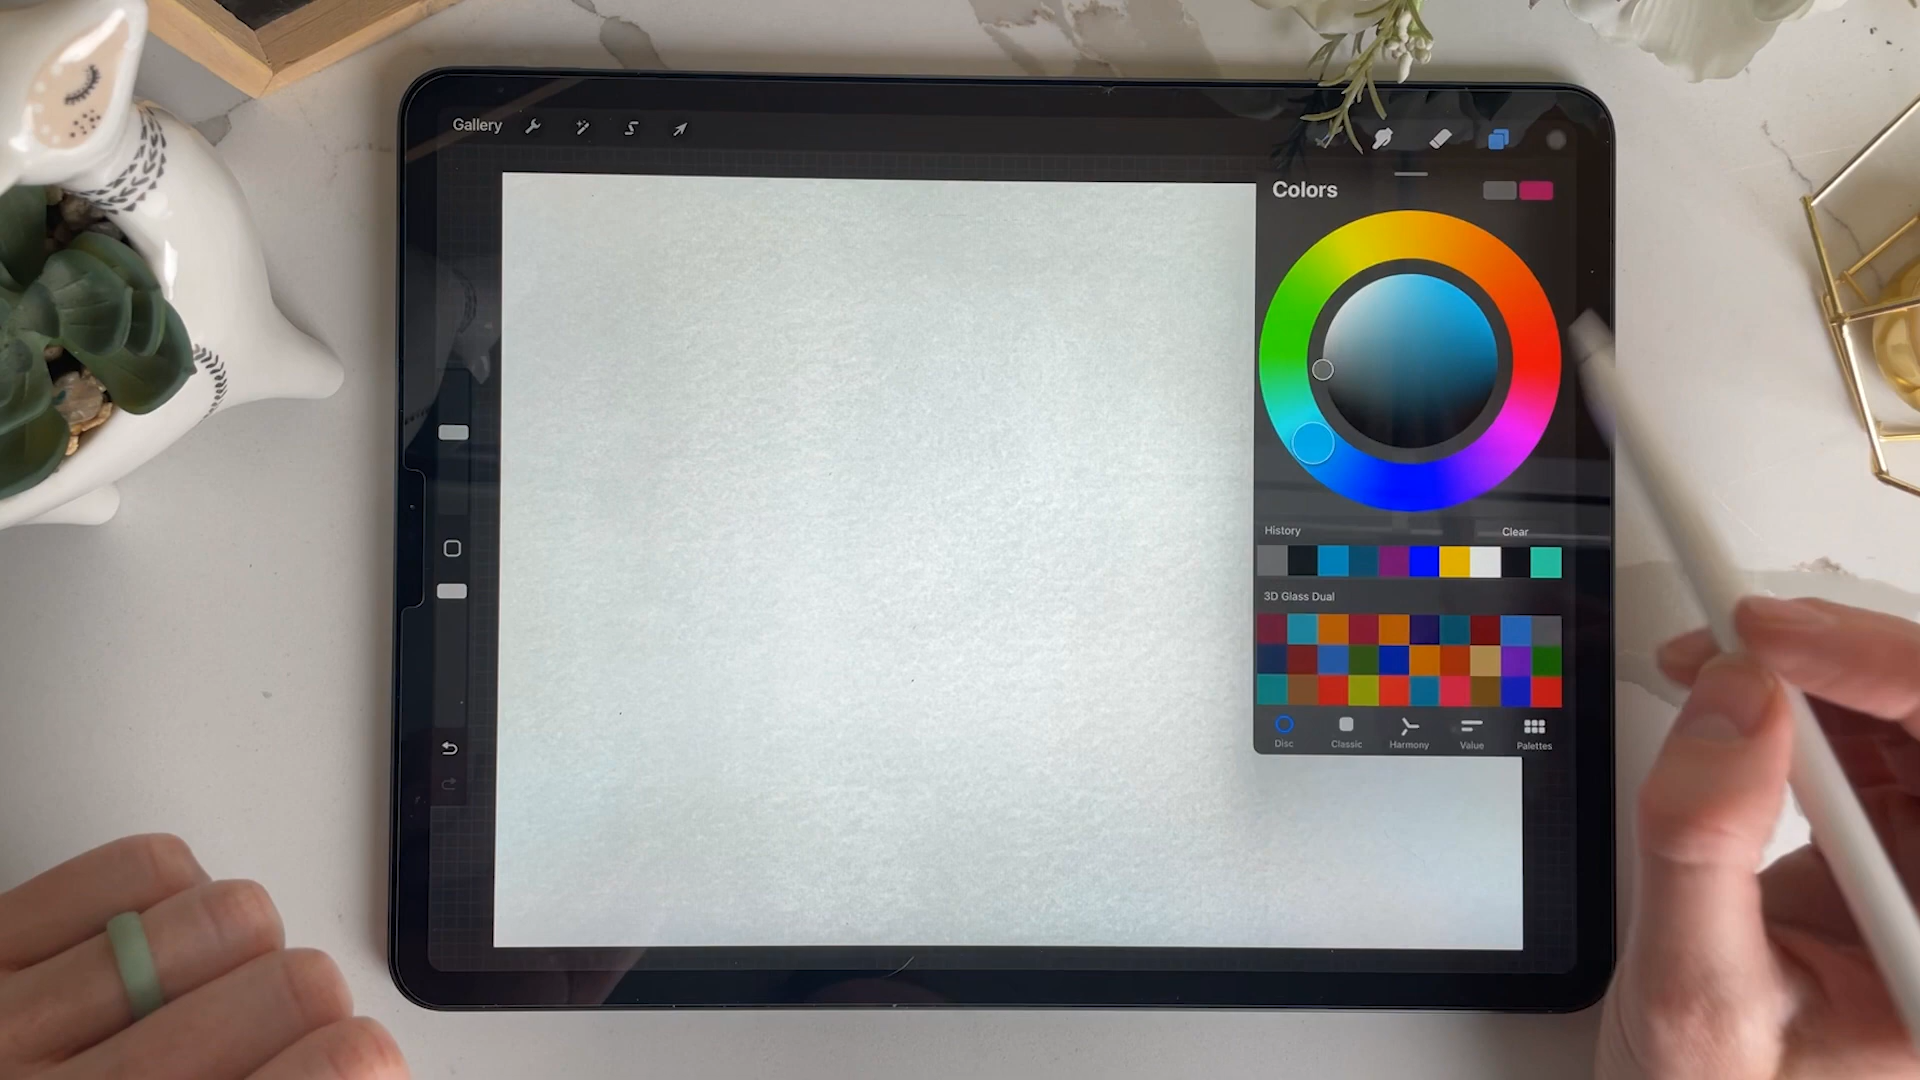 Gallery
Colors
History Clear
3D Glass Dual
Disc Classic Harmony Value Palettes